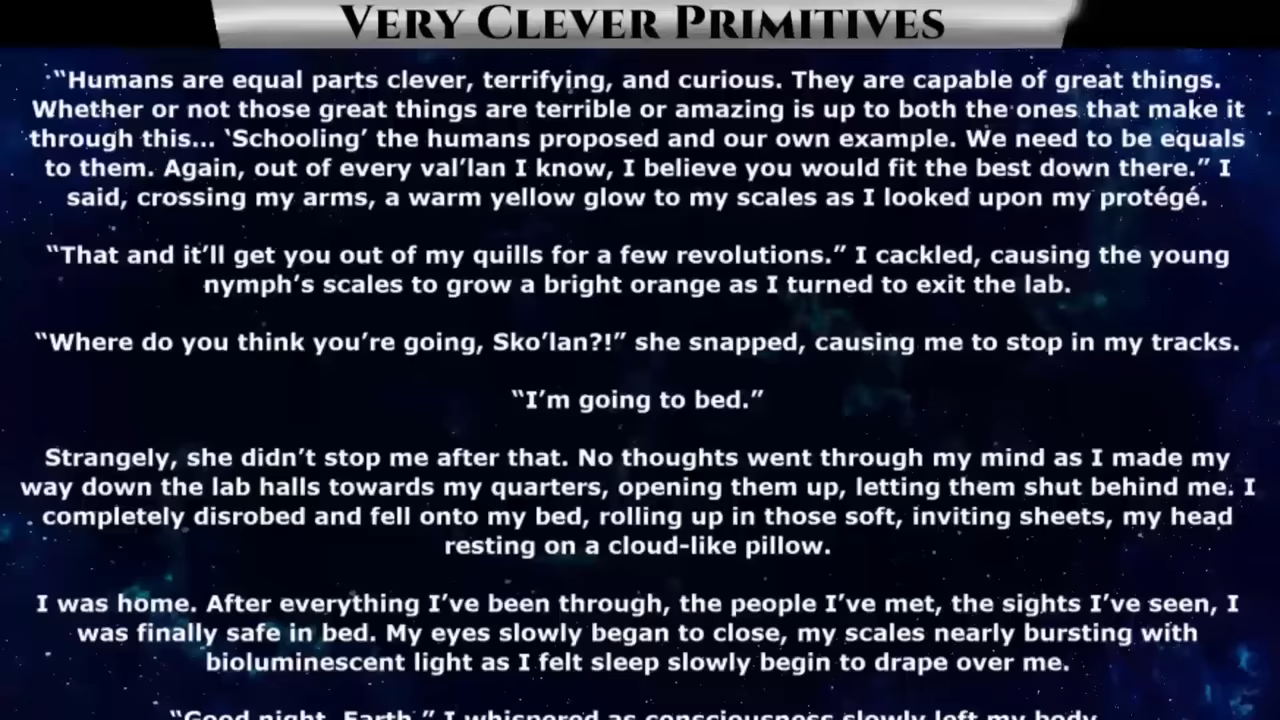 VERY CLEVER PRIMITIVES
“Humans are equal parts clever, terrifying, and curious. They are capable of great things.
Whether or not those great things are terrible or amazing is up to both the ones that make it
through this... ‘Schooling’ the humans proposed and our own example. We need to be equals
to them. Again, out of every val’lan I know, I believe you would fit the best down there.” I
said, crossing my arms, a warm yellow glow to my scales as I looked upon my protégé.
“That and it’ll get you out of my quills for a few revolutions.” I cackled, causing the young
nymph’s scales to grow a bright orange as I turned to exit the lab.
“Where do you think you’re going, Sko’lan?!” she snapped, causing me to stop in my tracks.
“I’m going to bed.”
Strangely, she didn’t stop me after that. No thoughts went through my mind as I made my
way down the lab halls towards my quarters, opening them up, letting them shut behind me. I
completely disrobed and fell onto my bed, rolling up in those soft, inviting sheets, my head
resting on a cloud-like pillow.
I was home. After everything I’ve been through, the people I’ve met, the sights I’ve seen, I
was finally safe in bed. My eyes slowly began to close, my scales nearly bursting with
bioluminescent light as I felt sleep slowly begin to drape over me.
“Good night, Earth.” I whispered as consciousness slowly left my body.